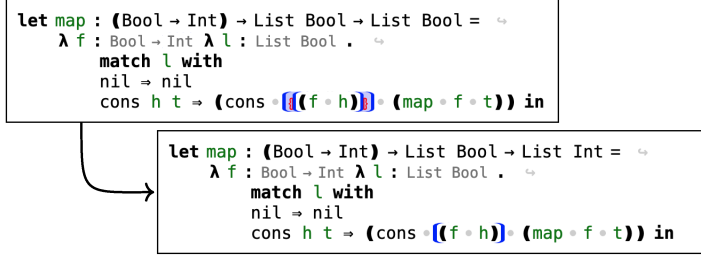 let map : (Bool → Int) → List Bool → List Bool = ↪
λ f : Bool → Int λ l : List Bool . ↪
match l with
nil ⇒ nil
cons h t ⇒ (cons • [{(f • h)}] • (map • f • t)) in
let map : (Bool → Int) → List Bool → List Int = ↪
λ f : Bool → Int λ l : List Bool . ↪
match l with
nil ⇒ nil
cons h t ⇒ (cons • [(f • h)] • (map • f • t)) in